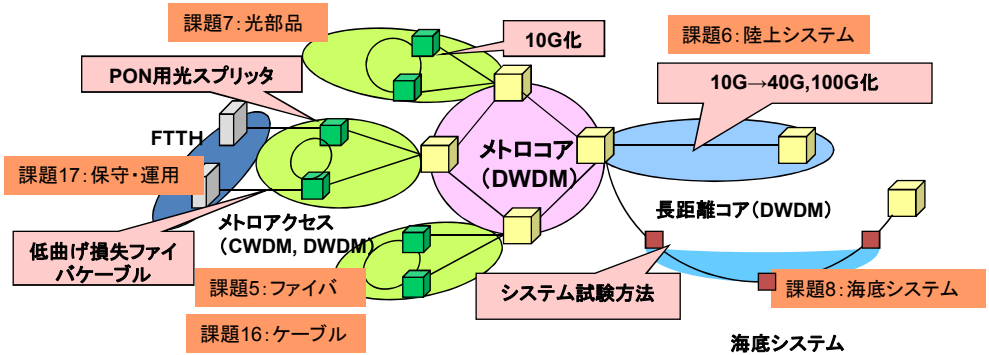 課題7：光部品
10G化
課題6：陸上システム
PON用光スプリッタ
10G→40G,100G化
FTTH
メトロコア
（DWDM）
課題17：保守・運用
メトロアクセス
（CWDM, DWDM）
長距離コア（DWDM）
低曲げ損失ファイ
バケーブル
課題5：ファイバ
システム試験方法
課題8：海底システム
課題16：ケーブル
海底システム